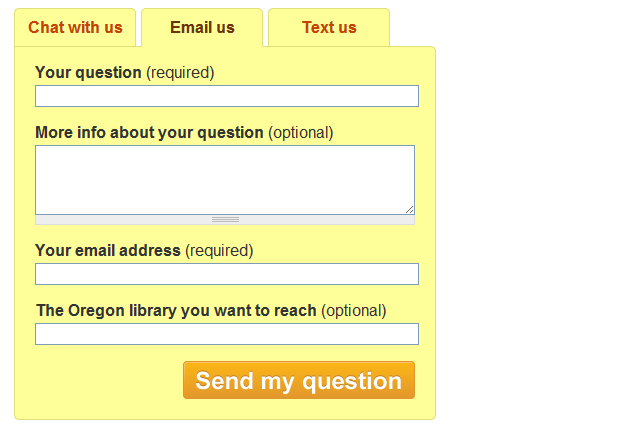 Chat with us Email us Text us
Your question (required)
More info about your question (optional)
Your email address (required)
The Oregon library you want to reach (optional)
Send my question